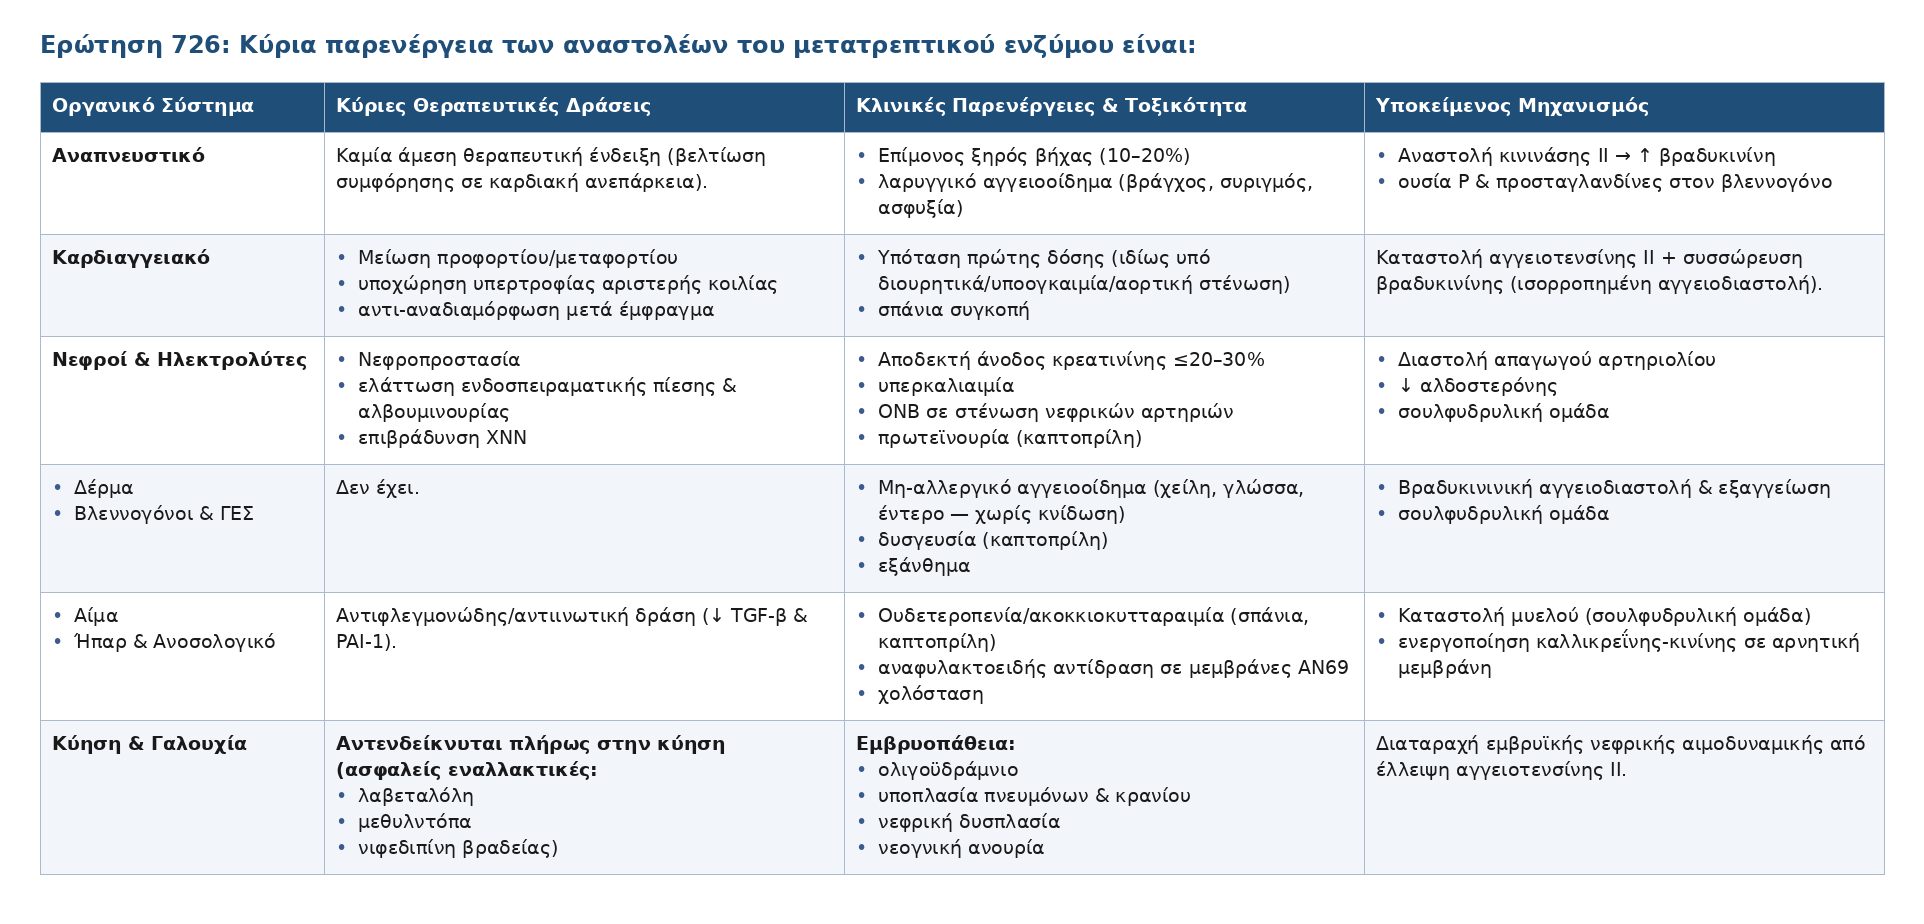 Ερώτηση 726: Κύρια παρενέργεια των αναστολέων του μετατρεπτικού ενζύμου είναι:
Οργανικό Σύστημα
Κύριες Θεραπευτικές Δράσεις
Κλινικές Παρενέργειες & Τοξικότητα
Υποκείμενος Μηχανισμός
Αναπνευστικό
Καμία άμεση θεραπευτική ένδειξη (βελτίωση
συμφόρησης σε καρδιακή ανεπάρκεια).
• Επίμονος ξηρός βήχας (10–20%)
• λαρυγγικό αγγειοοίδημα (βράγχος, συριγμός,
ασφυξία)
• Αναστολή κινινάσης II → ↑ βραδυκινίνη
• ουσία P & προσταγλανδίνες στον βλεννογόνο
Καρδιαγγειακό
• Μείωση προφορτίου/μεταφορτίου
• υποχώρηση υπερτροφίας αριστερής κοιλίας
• αντι-αναδιαμόρφωση μετά έμφραγμα
• Υπόταση πρώτης δόσης (ιδίως υπό
διουρητικά/υποογκαιμία/αορτική στένωση)
• σπάνια συγκοπή
Καταστολή αγγειοτενσίνης II + συσσώρευση
βραδυκινίνης (ισορροπημένη αγγειοδιαστολή).
Νεφροί & Ηλεκτρολύτες
• Νεφροπροστασία
• ελάττωση ενδοσπειραματικής πίεσης &
αλβουμινουρίας
• επιβράδυνση ΧΝΝ
• Αποδεκτή άνοδος κρεατινίνης ≤20–30%
• υπερκαλιαιμία
• ΟΝΒ σε στένωση νεφρικών αρτηριών
• πρωτεϊνουρία (καπτοπρίλη)
• Διαστολή απαγωγού αρτηριολίου
• ↓ αλδοστερόνης
• σουλφυδρυλική ομάδα
• Δέρμα
• Βλεννογόνοι & ΓΕΣ
Δεν έχει.
• Μη-αλλεργικό αγγειοοίδημα (χείλη, γλώσσα,
έντερο — χωρίς κνίδωση)
• δυσγευσία (καπτοπρίλη)
• εξάνθημα
• Βραδυκινινική αγγειοδιαστολή & εξαγγείωση
• σουλφυδρυλική ομάδα
• Αίμα
• Ήπαρ & Ανοσολογικό
Αντιφλεγμονώδης/αντιινωτική δράση (↓ TGF-β &
PAI-1).
• Ουδετεροπενία/ακοκκιοκυτταραιμία (σπάνια,
καπτοπρίλη)
• αναφυλακτοειδής αντίδραση σε μεμβράνες AN69
• χολόσταση
• Καταστολή μυελού (σουλφυδρυλική ομάδα)
• ενεργοποίηση καλλικρεΐνης-κινίνης σε αρνητική
μεμβράνη
Κύηση & Γαλουχία
Αντενδείκνυται πλήρως στην κύηση
(ασφαλείς εναλλακτικές:
• λαβεταλόλη
• μεθυλντόπα
• νιφεδιπίνη βραδείας)
Εμβρυοπάθεια:
• ολιγοϋδράμνιο
• υποπλασία πνευμόνων & κρανίου
• νεφρική δυσπλασία
• νεογνική ανουρία
Διαταραχή εμβρυϊκής νεφρικής αιμοδυναμικής από
έλλειψη αγγειοτενσίνης II.